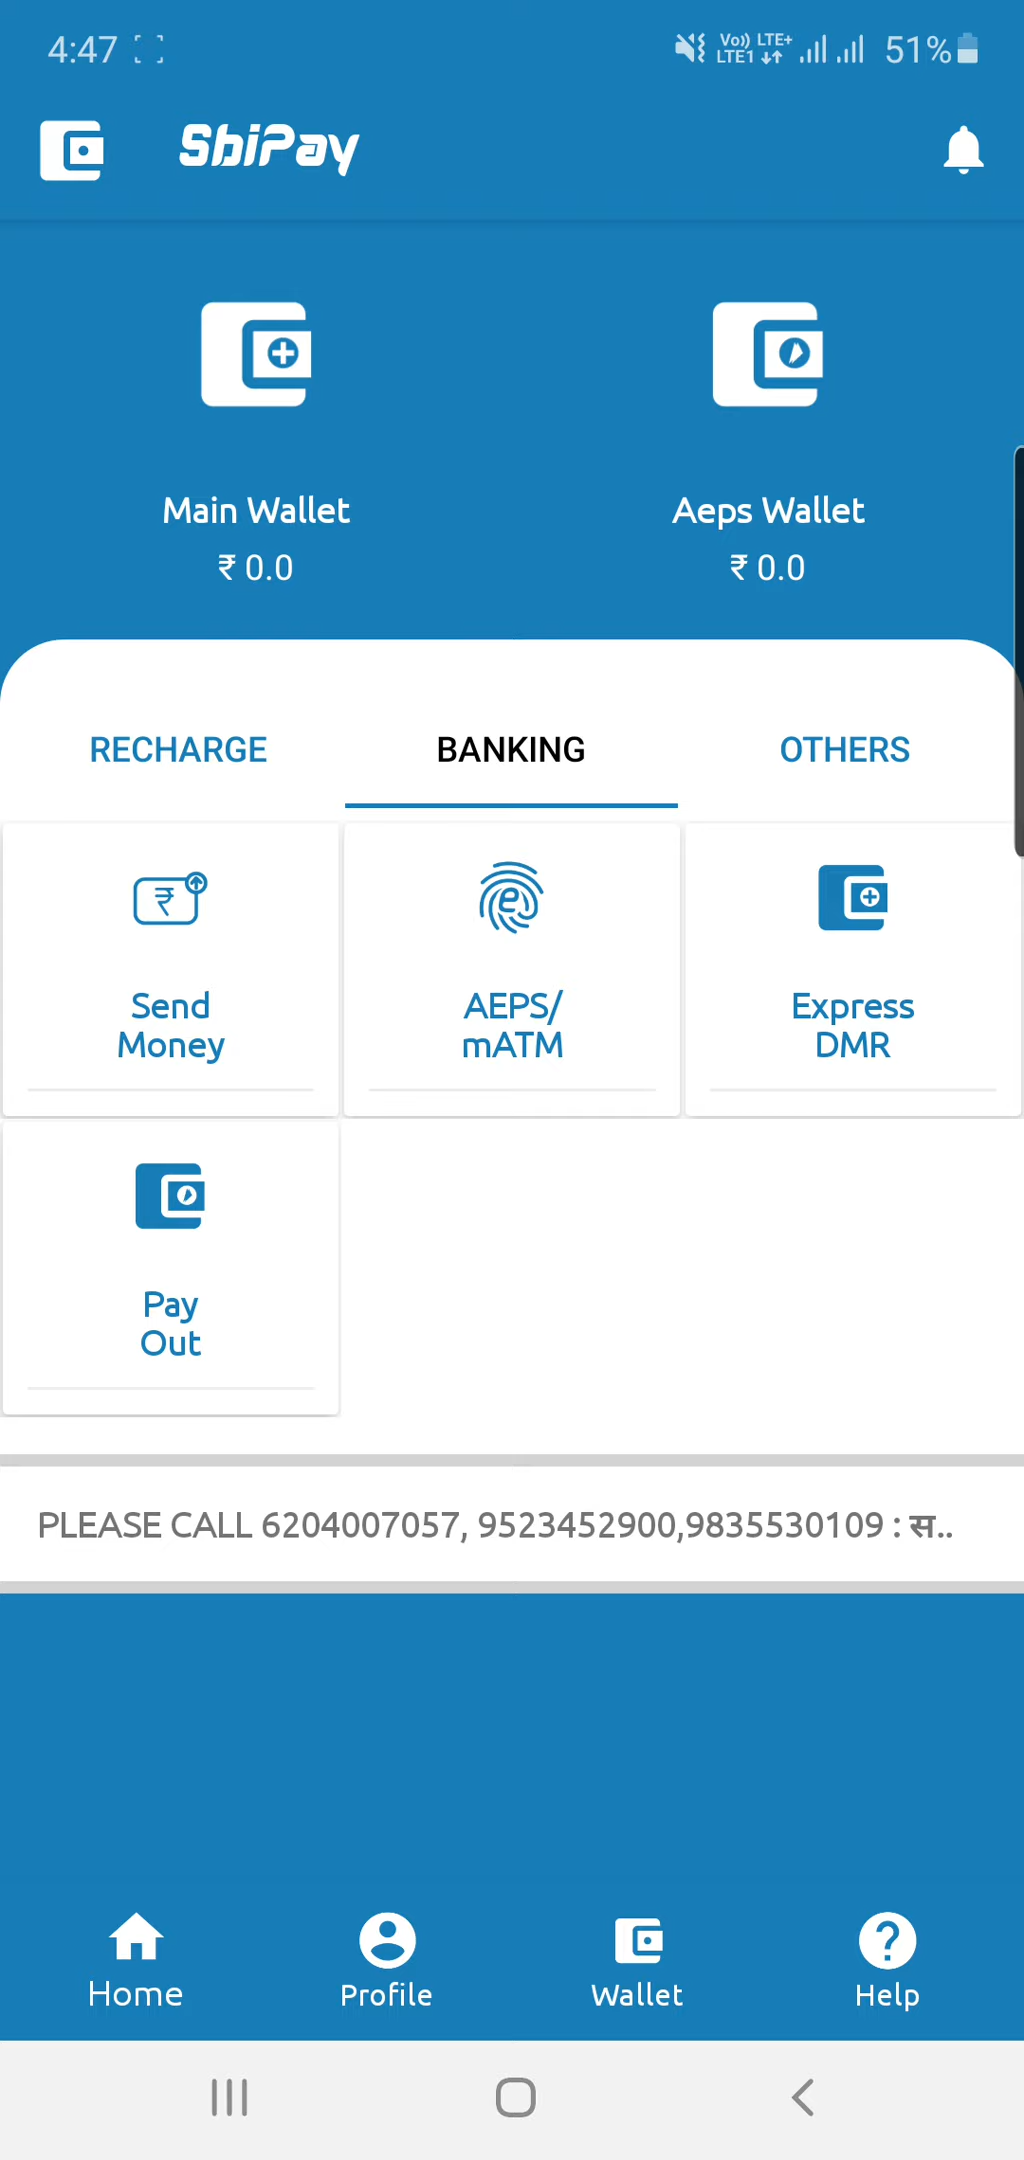 4:47 Vo)) LTE+ 51%
LTE1
SbiPay
Main Wallet Aeps Wallet
₹ 0.0 ₹ 0.0
RECHARGE BANKING OTHERS
Send AEPS/ Express
Money mATM DMR
Pay
Out
PLEASE CALL 6204007057, 9523452900,9835530109 : स..
Home Profile Wallet Help